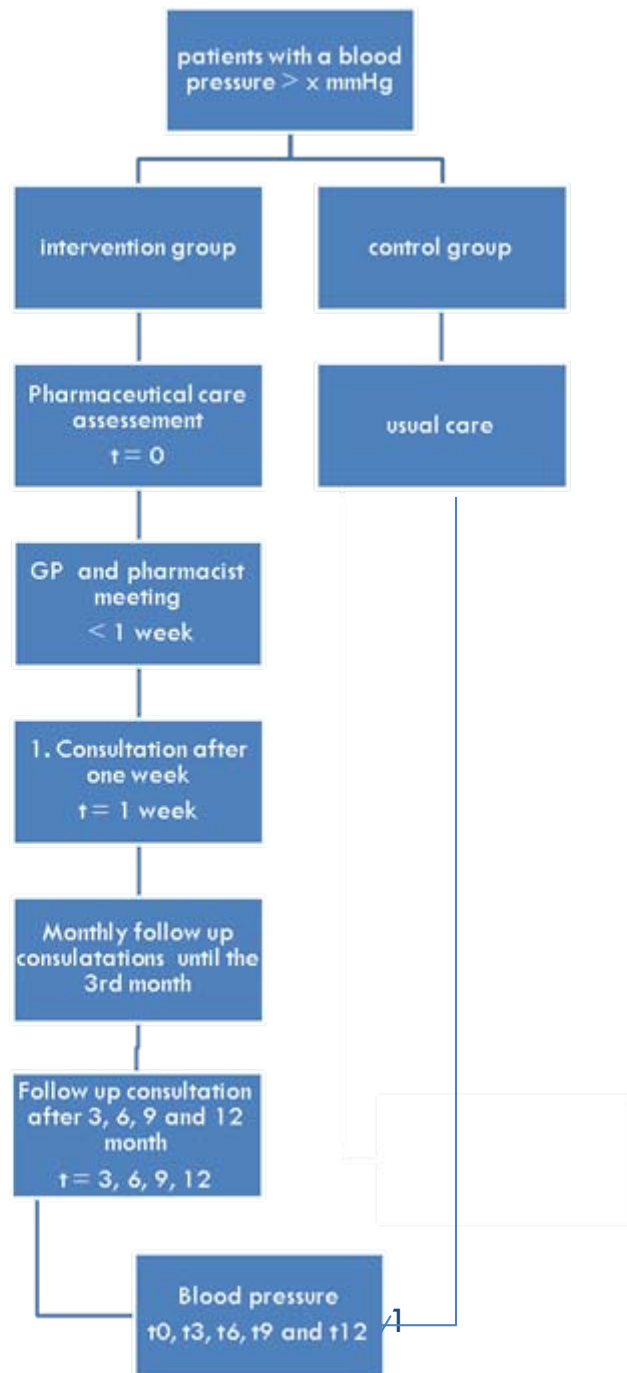 patients with a blood
pressure > x mmHg
intervention group
control group
Pharmaceutical care
assessement
t = 0
usual care
GP and pharmacist
meeting
< 1 week
1. Consultation after
one week
t = 1 week
Monthly follow up
consulatations until the
3rd month
Follow up consultation
after 3, 6, 9 and 12
month
t = 3, 6, 9, 12
Blood pressure
t0, t3, t6, t9 and t12
1